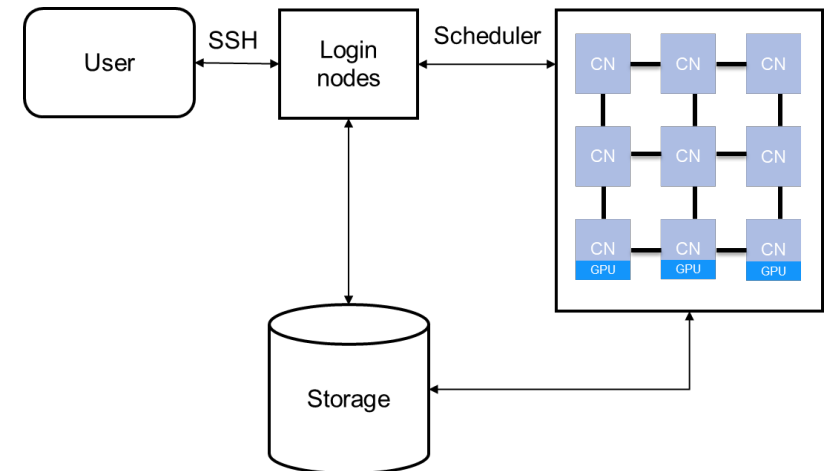 User
SSH
Login
nodes
Scheduler
CN CN CN
CN CN CN
CN CN CN
GPU GPU GPU
Storage